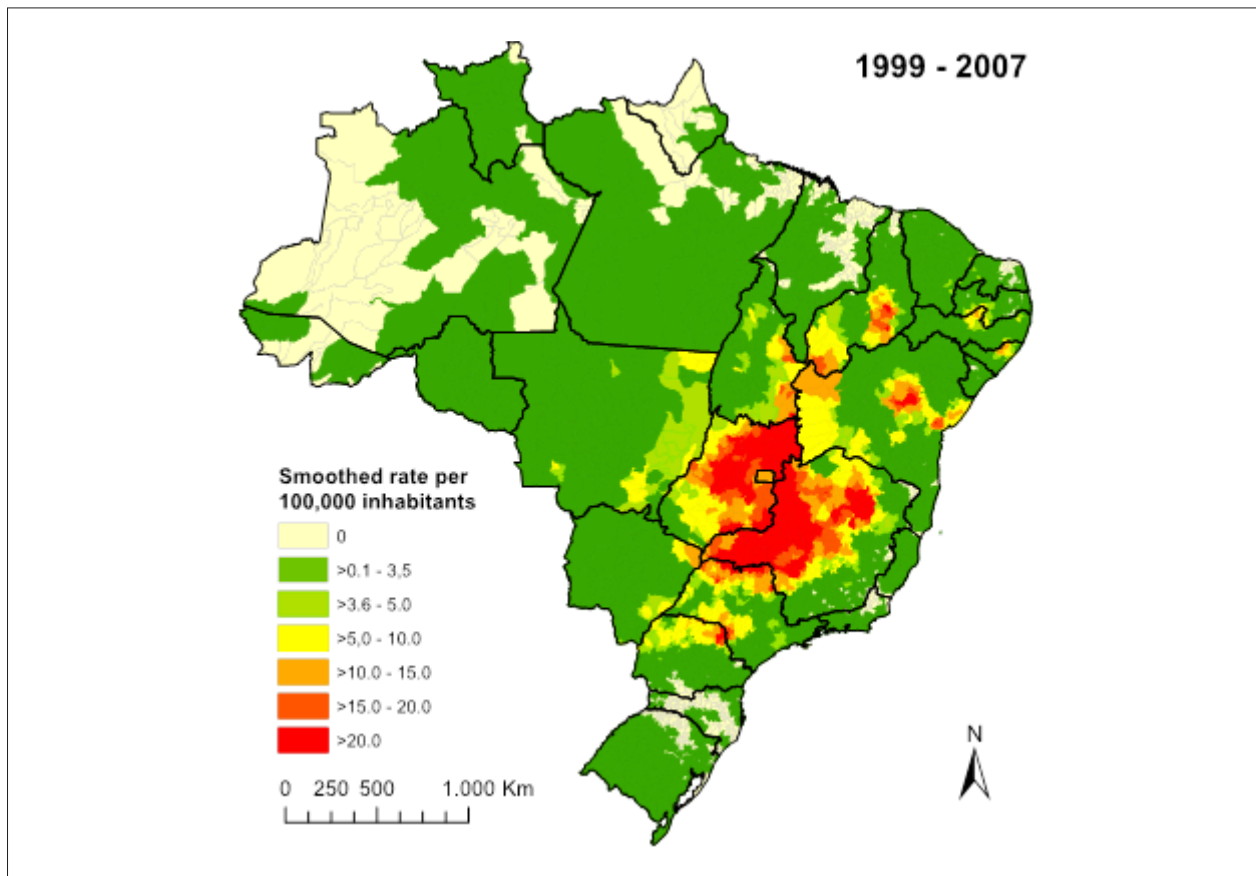 1999 - 2007
Smoothed rate per
100,000 inhabitants
0
>0.1 - 3,5
>3.6 - 5.0
>5,0 - 10.0
>10.0 - 15.0
>15.0 - 20.0
>20.0
0 250 500 1.000 Km
N